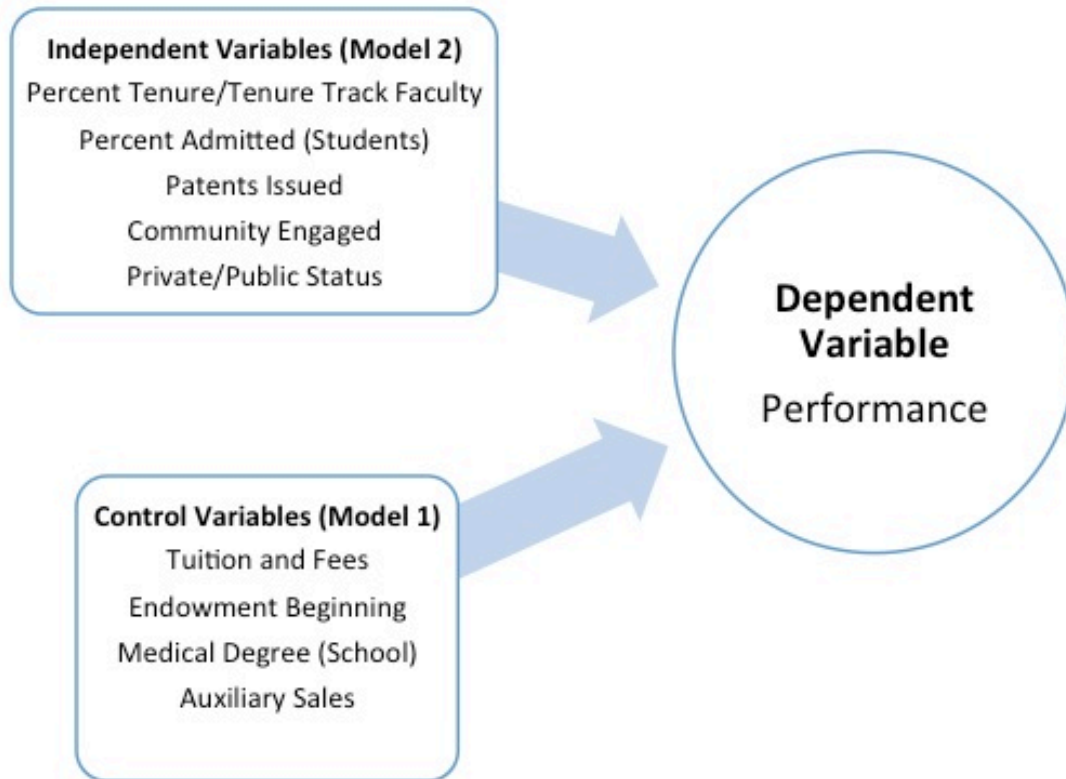 Independent Variables (Model 2)
Percent Tenure/Tenure Track Faculty
Percent Admitted (Students)
Patents Issued
Community Engaged
Private/Public Status
Dependent
Variable
Performance
Control Variables (Model 1)
Tuition and Fees
Endowment Beginning
Medical Degree (School)
Auxiliary Sales